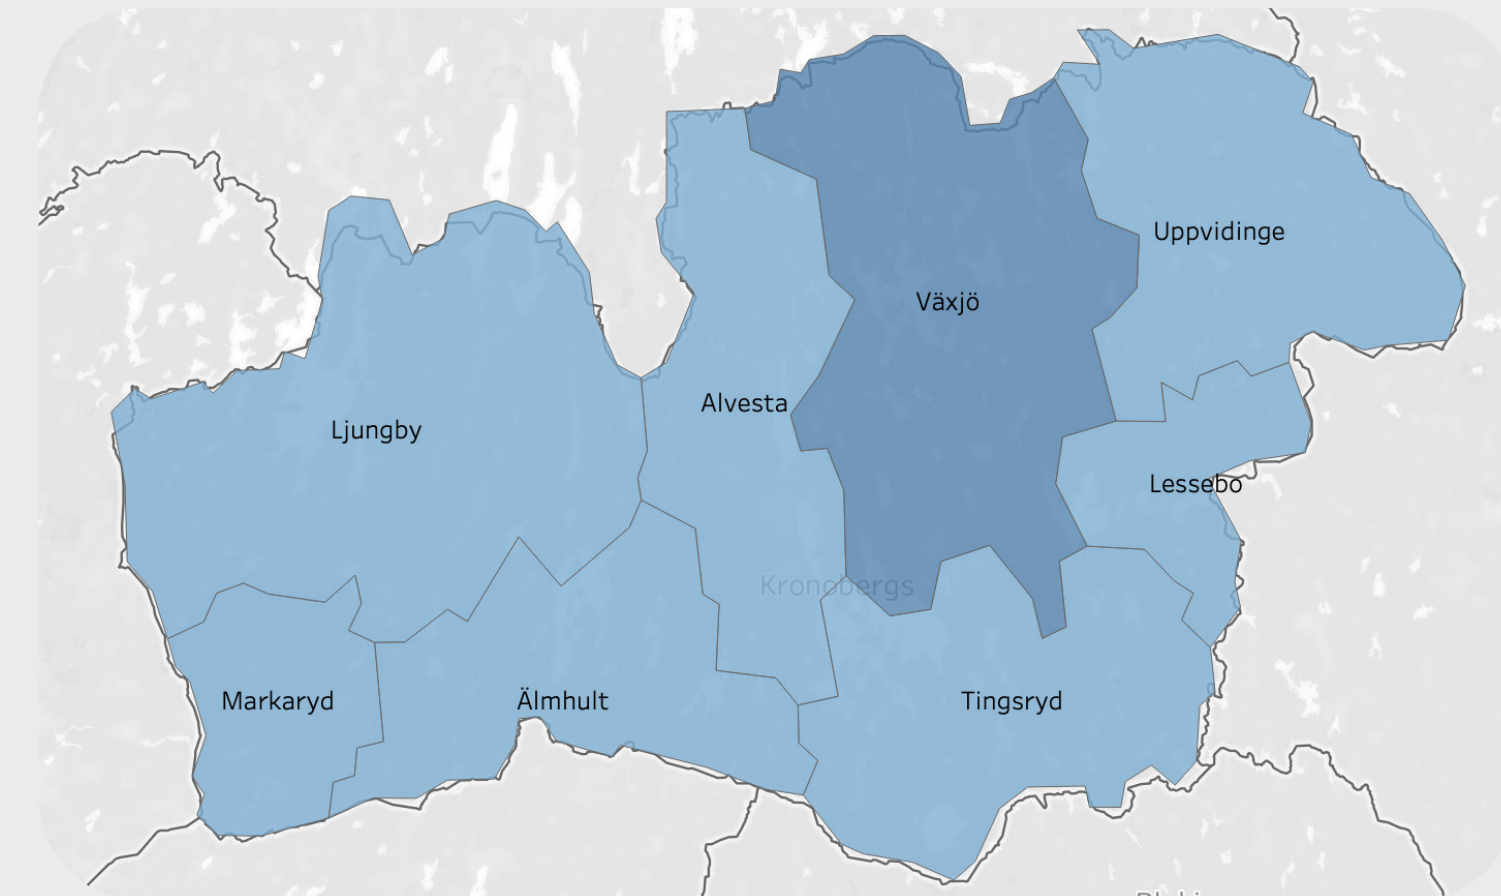 Uppvidinge
Växjö
Alvesta
Ljungby
Lessebo
Kronobergs
Markaryd
Älmhult
Tingsryd